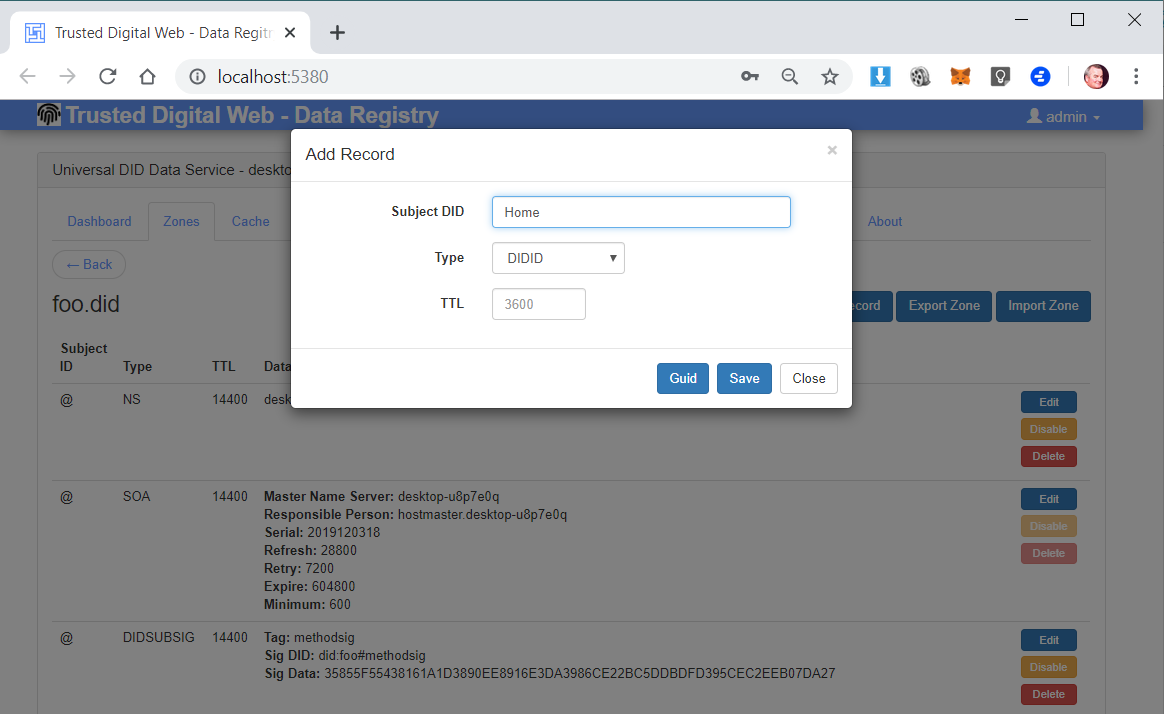 Trusted Digital Web - Data Regitr
localhost:5380
Trusted Digital Web - Data Registry
admin
Universal DID Data Service - deskto
Dashboard Zones Cache About
← Back
foo.did
ecord Export Zone Import Zone
Add Record ×
Subject DID Home
Type DIDID
TTL 3600
Guid Save Close
Subject
ID Type TTL Data
@ NS 14400 desk
Edit
Disable
Delete
@ SOA 14400 Master Name Server: desktop-u8p7e0q
Responsible Person: hostmaster.desktop-u8p7e0q
Serial: 2019120318
Refresh: 28800
Retry: 7200
Expire: 604800
Minimum: 600
Edit
Disable
Delete
@ DIDSUBSIG 14400 Tag: methodsig
Sig DID: did:foo#methodsig
Sig Data: 35855F55438161A1D3890EE8916E3DA3986CE22BC5DDBDFD395CEC2EEB07DA27
Edit
Disable
Delete